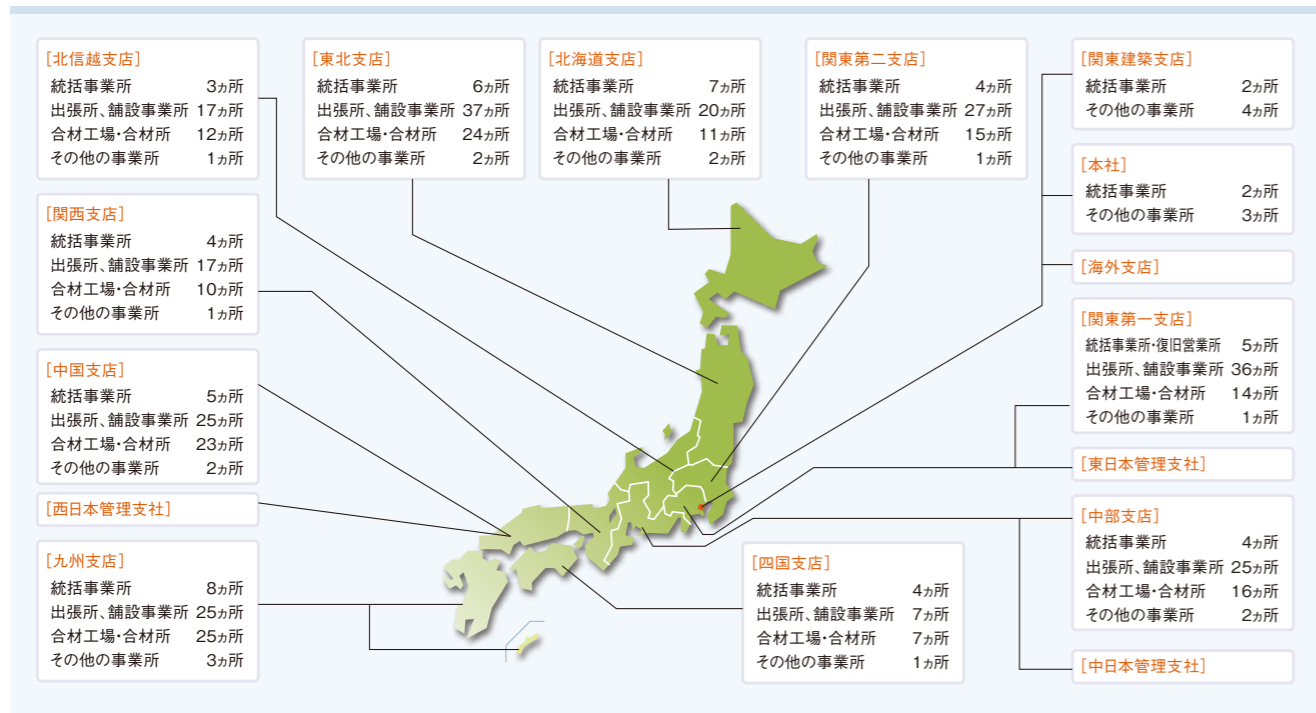 [北信越支店]
統括事業所 3ヵ所
出張所、舗設事業所 17ヵ所
合材工場・合材所 12ヵ所
その他の事業所 1ヵ所
[東北支店]
統括事業所 6ヵ所
出張所、舗設事業所 37ヵ所
合材工場・合材所 24ヵ所
その他の事業所 2ヵ所
[北海道支店]
統括事業所 7ヵ所
出張所、舗設事業所 20ヵ所
合材工場・合材所 11ヵ所
その他の事業所 2ヵ所
[関東第二支店]
統括事業所 4ヵ所
出張所、舗設事業所 27ヵ所
合材工場・合材所 15ヵ所
その他の事業所 1ヵ所
[関東建築支店]
統括事業所 2ヵ所
その他の事業所 4ヵ所
[本社]
統括事業所 2ヵ所
その他の事業所 3ヵ所
[海外支店]
[関東第一支店]
統括事業所・復旧営業所 5ヵ所
出張所、舗設事業所 36ヵ所
合材工場・合材所 14ヵ所
その他の事業所 1ヵ所
[東日本管理支社]
[中部支店]
統括事業所 4ヵ所
出張所、舗設事業所 25ヵ所
合材工場・合材所 16ヵ所
その他の事業所 2ヵ所
[中日本管理支社]
[関西支店]
統括事業所 4ヵ所
出張所、舗設事業所 17ヵ所
合材工場・合材所 10ヵ所
その他の事業所 1ヵ所
[中国支店]
統括事業所 5ヵ所
出張所、舗設事業所 25ヵ所
合材工場・合材所 23ヵ所
その他の事業所 2ヵ所
[西日本管理支社]
[九州支店]
統括事業所 8ヵ所
出張所、舗設事業所 25ヵ所
合材工場・合材所 25ヵ所
その他の事業所 3ヵ所
[四国支店]
統括事業所 4ヵ所
出張所、舗設事業所 7ヵ所
合材工場・合材所 7ヵ所
その他の事業所 1ヵ所